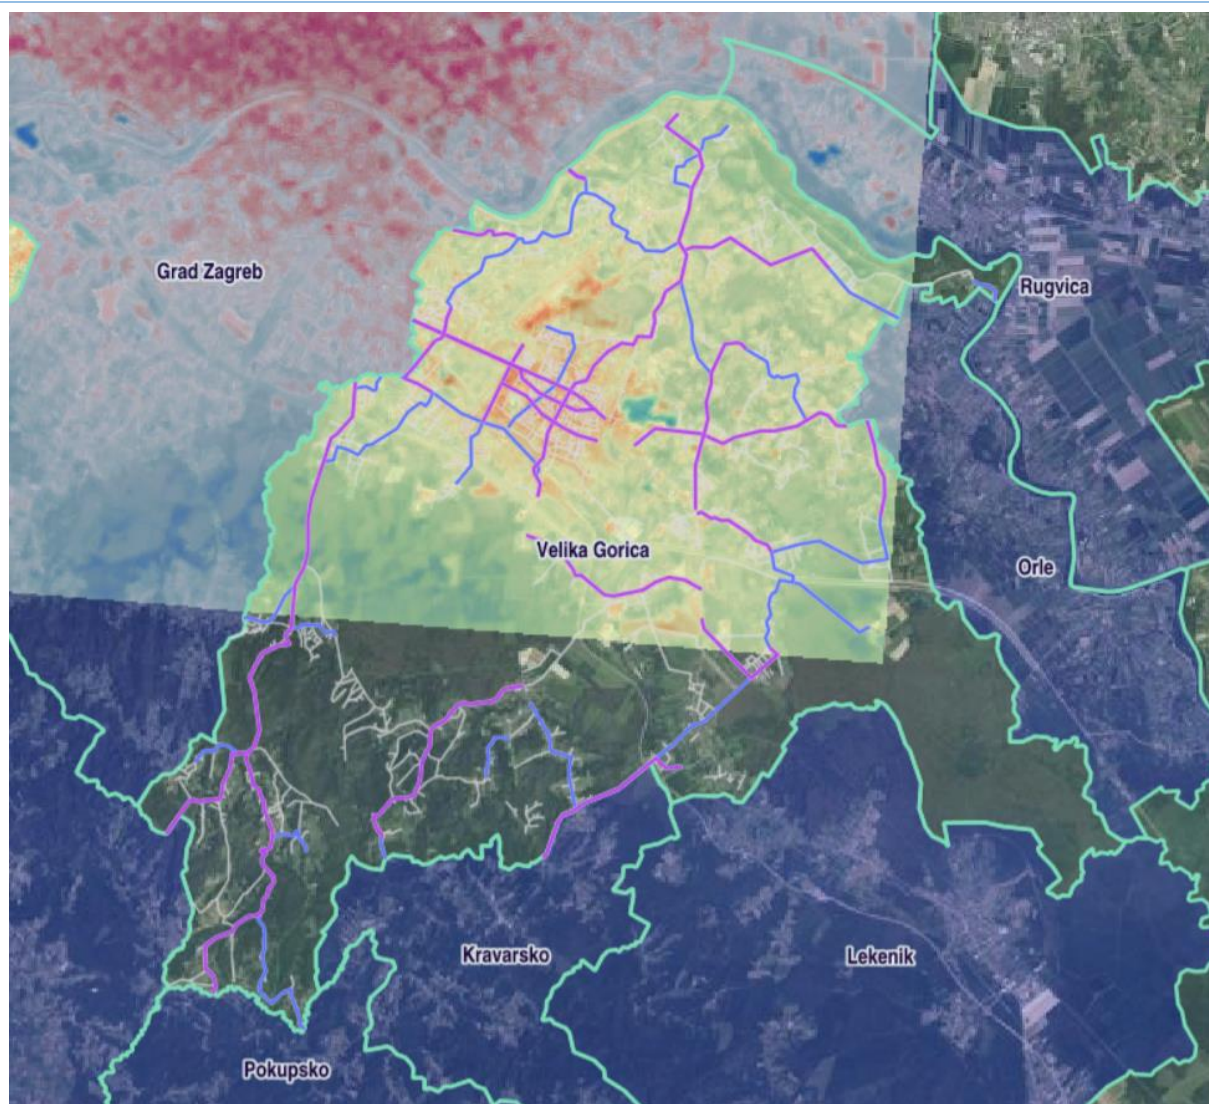 Grad Zagreb
Rugvica
Velika Gorica
Orle
Kravarsko
Lekenik
Pokupsko